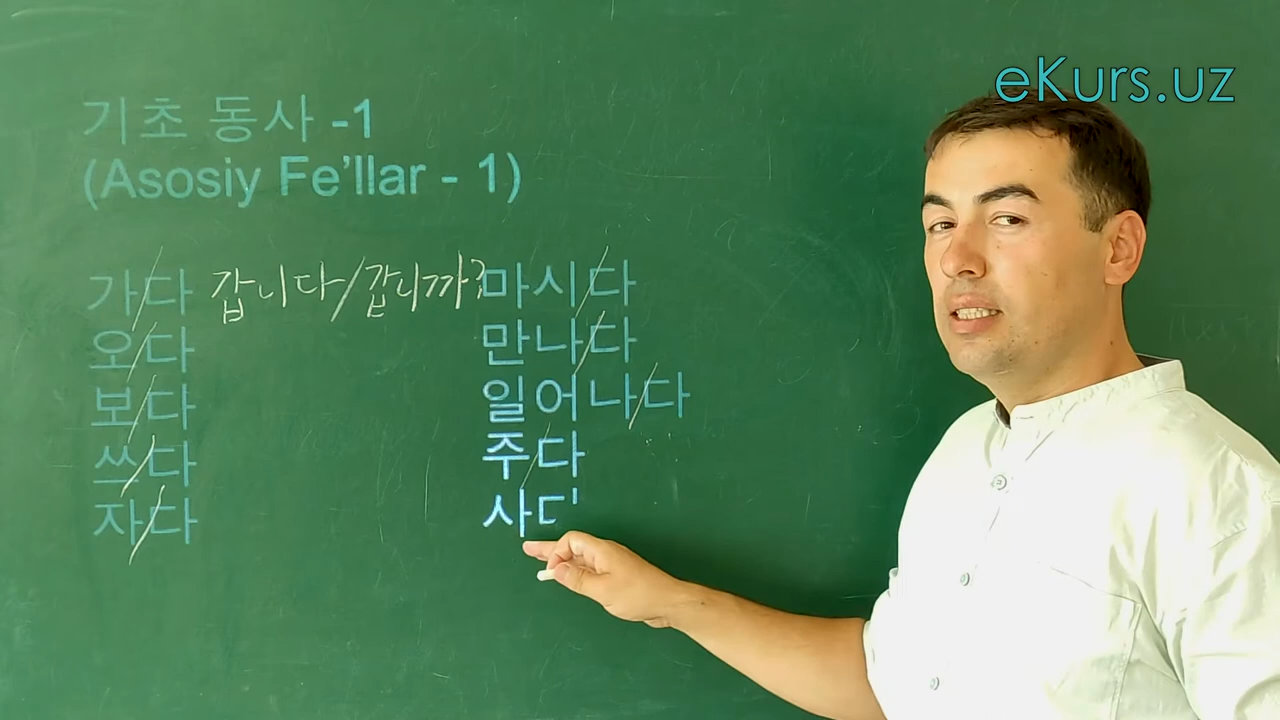 eKurs.uz
기초 동사 -1
(Asosiy Fe’llar - 1)
가다 갑니다/갑니까?
오다
보다
쓰다
자다
마시다
만나다
일어나다
주다
사다